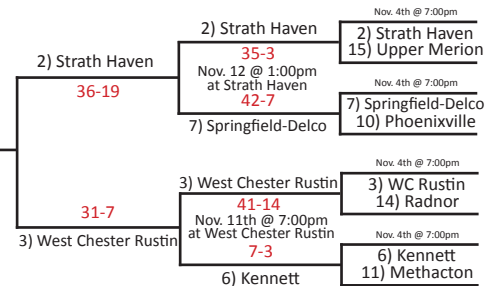 Nov. 4th @ 7:00pm
2) Strath Haven
15) Upper Merion
2) Strath Haven
35-3
Nov. 12 @ 1:00pm
at Strath Haven
42-7
7) Springfield-Delco
Nov. 4th @ 7:00pm
7) Springfield-Delco
10) Phoenixville
2) Strath Haven
36-19
31-7
3) West Chester Rustin
Nov. 4th @ 7:00pm
3) WC Rustin
14) Radnor
3) West Chester Rustin
41-14
Nov. 11th @ 7:00pm
at West Chester Rustin
7-3
6) Kennett
Nov. 4th @ 7:00pm
6) Kennett
11) Methacton